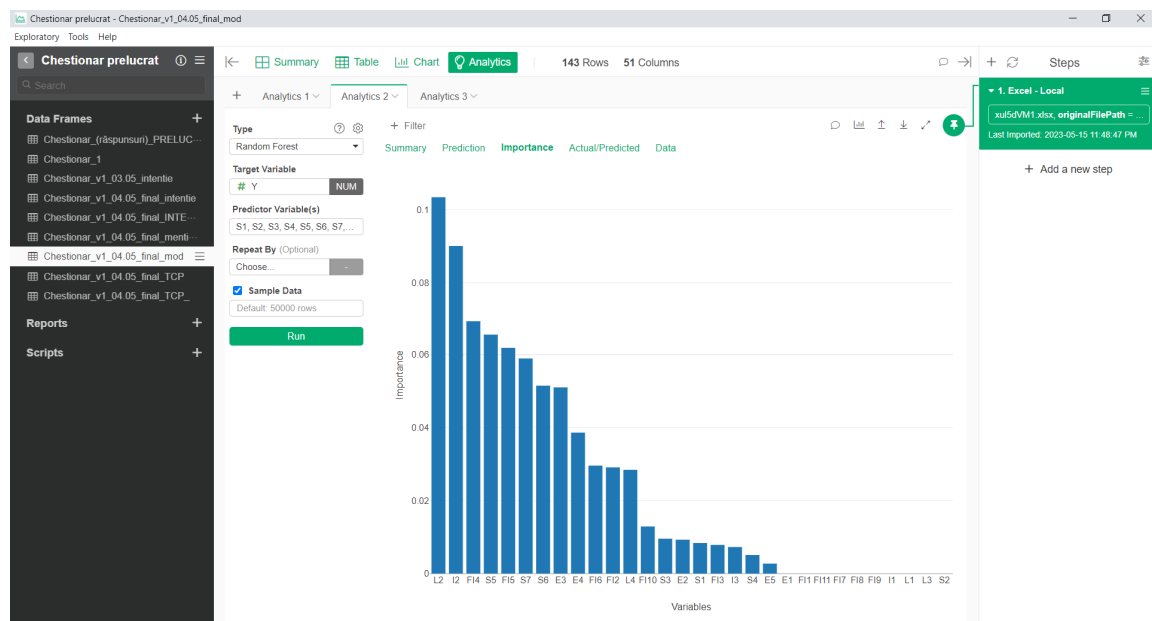 Chestionar prelucrat - Chestionar_v1_04.05_final_mod
Exploratory Tools Help
Chestionar prelucrat
Search
Data Frames +
Chestionar_(răspunsuri)_PRELUC···
Chestionar_1
Chestionar_v1_03.05_intentie
Chestionar_v1_04.05_final_intentie
Chestionar_v1_04.05_final_INTE···
Chestionar_v1_04.05_final_menti···
Chestionar_v1_04.05_final_mod
Chestionar_v1_04.05_final_TCP
Chestionar_v1_04.05_final_TCP_
Reports +
Scripts +
Summary Table Chart Analytics 143 Rows 51 Columns
+ Analytics 1 Analytics 2 Analytics 3
Type
Random Forest
Target Variable
# Y NUM
Predictor Variable(s)
S1, S2, S3, S4, S5, S6, S7,...
Repeat By (Optional)
Choose... -
Sample Data
Default: 50000 rows
Run
+ Filter
Summary Prediction Importance Actual/Predicted Data
0.1
0.08
0.06
0.04
0.02
0
Importance
L2 I2 FI4 S5 FI5 S7 S6 E3 E4 FI6 FI2 L4 FI10 S3 E2 S1 FI3 I3 S4 E5 E1 FI1 FI11 FI7 FI8 FI9 I1 L1 L3 S2
Variables
+ Steps
1. Excel - Local
xul5dVM1.xlsx, originalFilePath = ...
Last Imported: 2023-05-15 11:48:47 PM
+ Add a new step